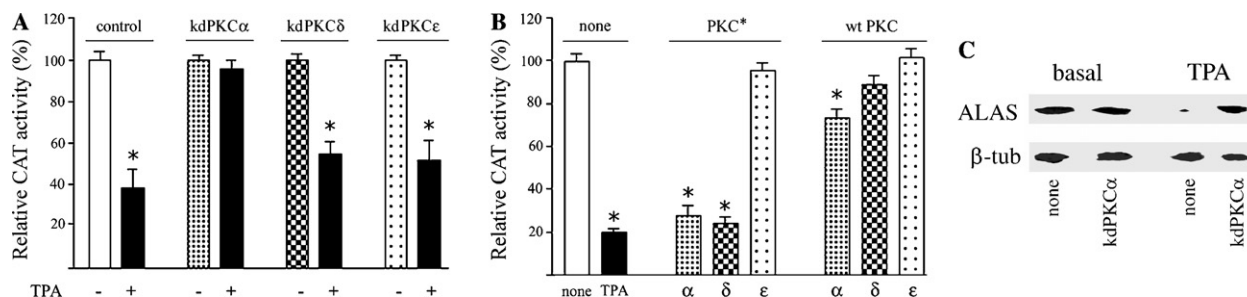 A
control kdPKCα kdPKCδ kdPKCε
Relative CAT activity (%)
120
100
80
60
40
20
* * *
TPA - + - + - + - +
B
none PKC* wt PKC
Relative CAT activity (%)
120
100
80
60
40
20
* * * *
none TPA α δ ε α δ ε
C
basal TPA
ALAS
β-tub
none kdPKCα none kdPKCα